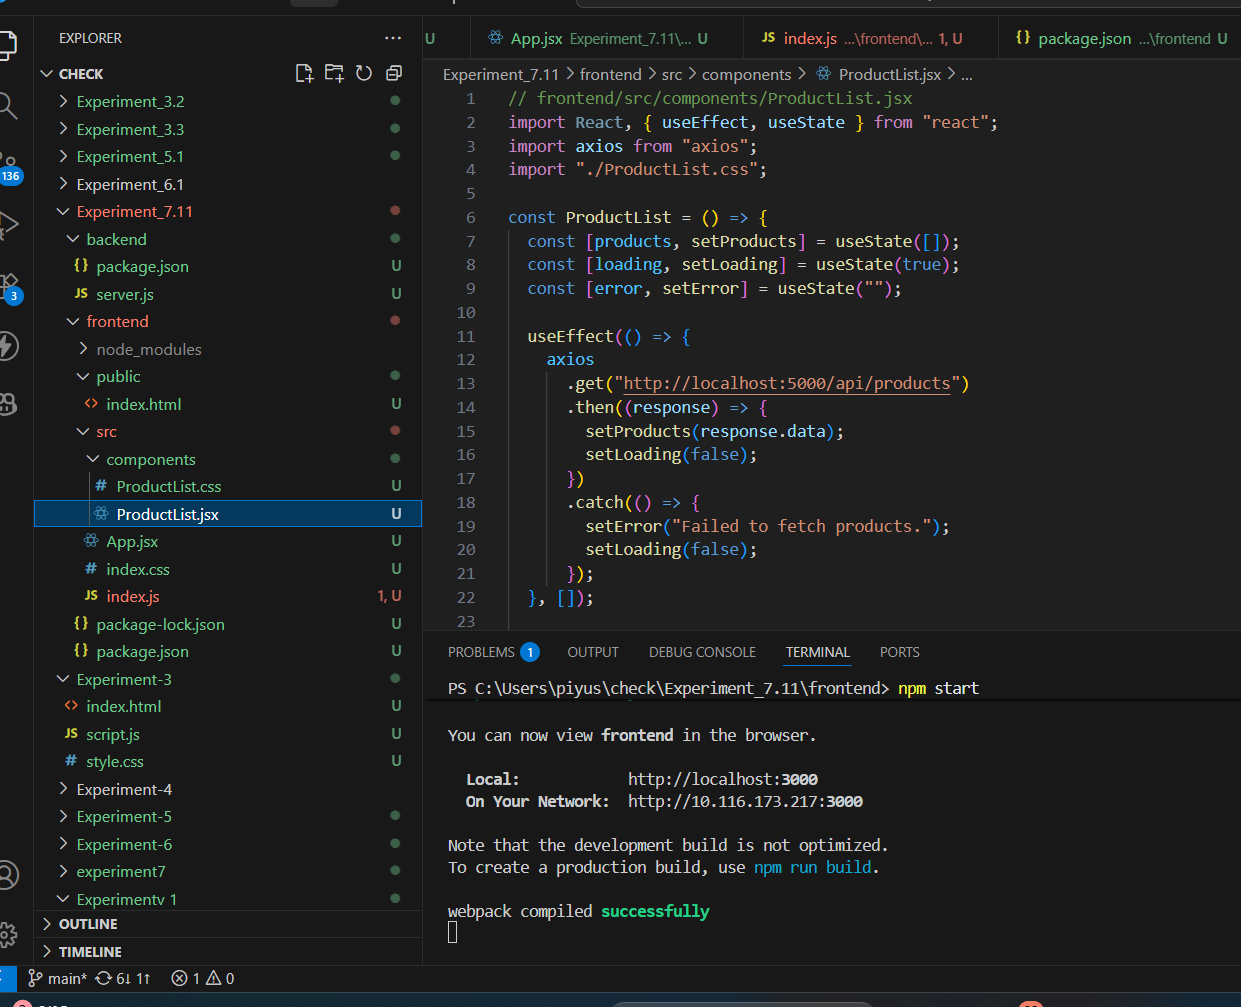 EXPLORER ...
CHECK
Experiment_3.2
Experiment_3.3
Experiment_5.1
Experiment_6.1
Experiment_7.11
backend
{} package.json U
JS server.js U
frontend
node_modules
public
<> index.html U
src
components
# ProductList.css U
ProductList.jsx U
App.jsx U
# index.css U
JS index.js 1, U
{} package-lock.json U
{} package.json U
Experiment-3
<> index.html U
JS script.js U
# style.css U
Experiment-4
Experiment-5
Experiment-6
experiment7
Experimentv 1
OUTLINE
TIMELINE
136
3
U App.jsx Experiment_7.11\... U JS index.js ...\frontend\... 1, U {} package.json ...\frontend U
Experiment_7.11 > frontend > src > components > ProductList.jsx > ...
1 // frontend/src/components/ProductList.jsx
2 import React, { useEffect, useState } from "react";
3 import axios from "axios";
4 import "./ProductList.css";
5
6 const ProductList = () => {
7 const [products, setProducts] = useState([]);
8 const [loading, setLoading] = useState(true);
9 const [error, setError] = useState("");
10
11 useEffect(() => {
12 axios
13 .get("http://localhost:5000/api/products")
14 .then((response) => {
15 setProducts(response.data);
16 setLoading(false);
17 })
18 .catch(() => {
19 setError("Failed to fetch products.");
20 setLoading(false);
21 });
22 }, []);
23
PROBLEMS 1 OUTPUT DEBUG CONSOLE TERMINAL PORTS
PS C:\Users\piyus\check\Experiment_7.11\frontend> npm start
You can now view frontend in the browser.
Local: http://localhost:3000
On Your Network: http://10.116.173.217:3000
Note that the development build is not optimized.
To create a production build, use npm run build.
webpack compiled successfully
main* 6↓ 1↑ 1 0